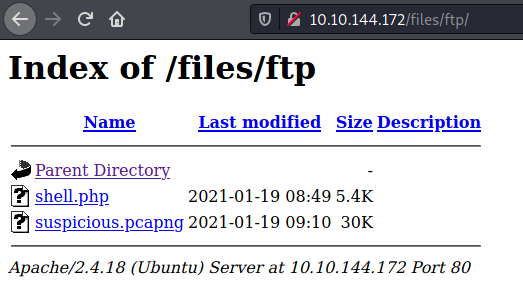 10.10.144.172/files/ftp/
Index of /files/ftp
Name Last modified Size Description
Parent Directory -
shell.php 2021-01-19 08:49 5.4K
suspicious.pcapng 2021-01-19 09:10 30K
Apache/2.4.18 (Ubuntu) Server at 10.10.144.172 Port 80